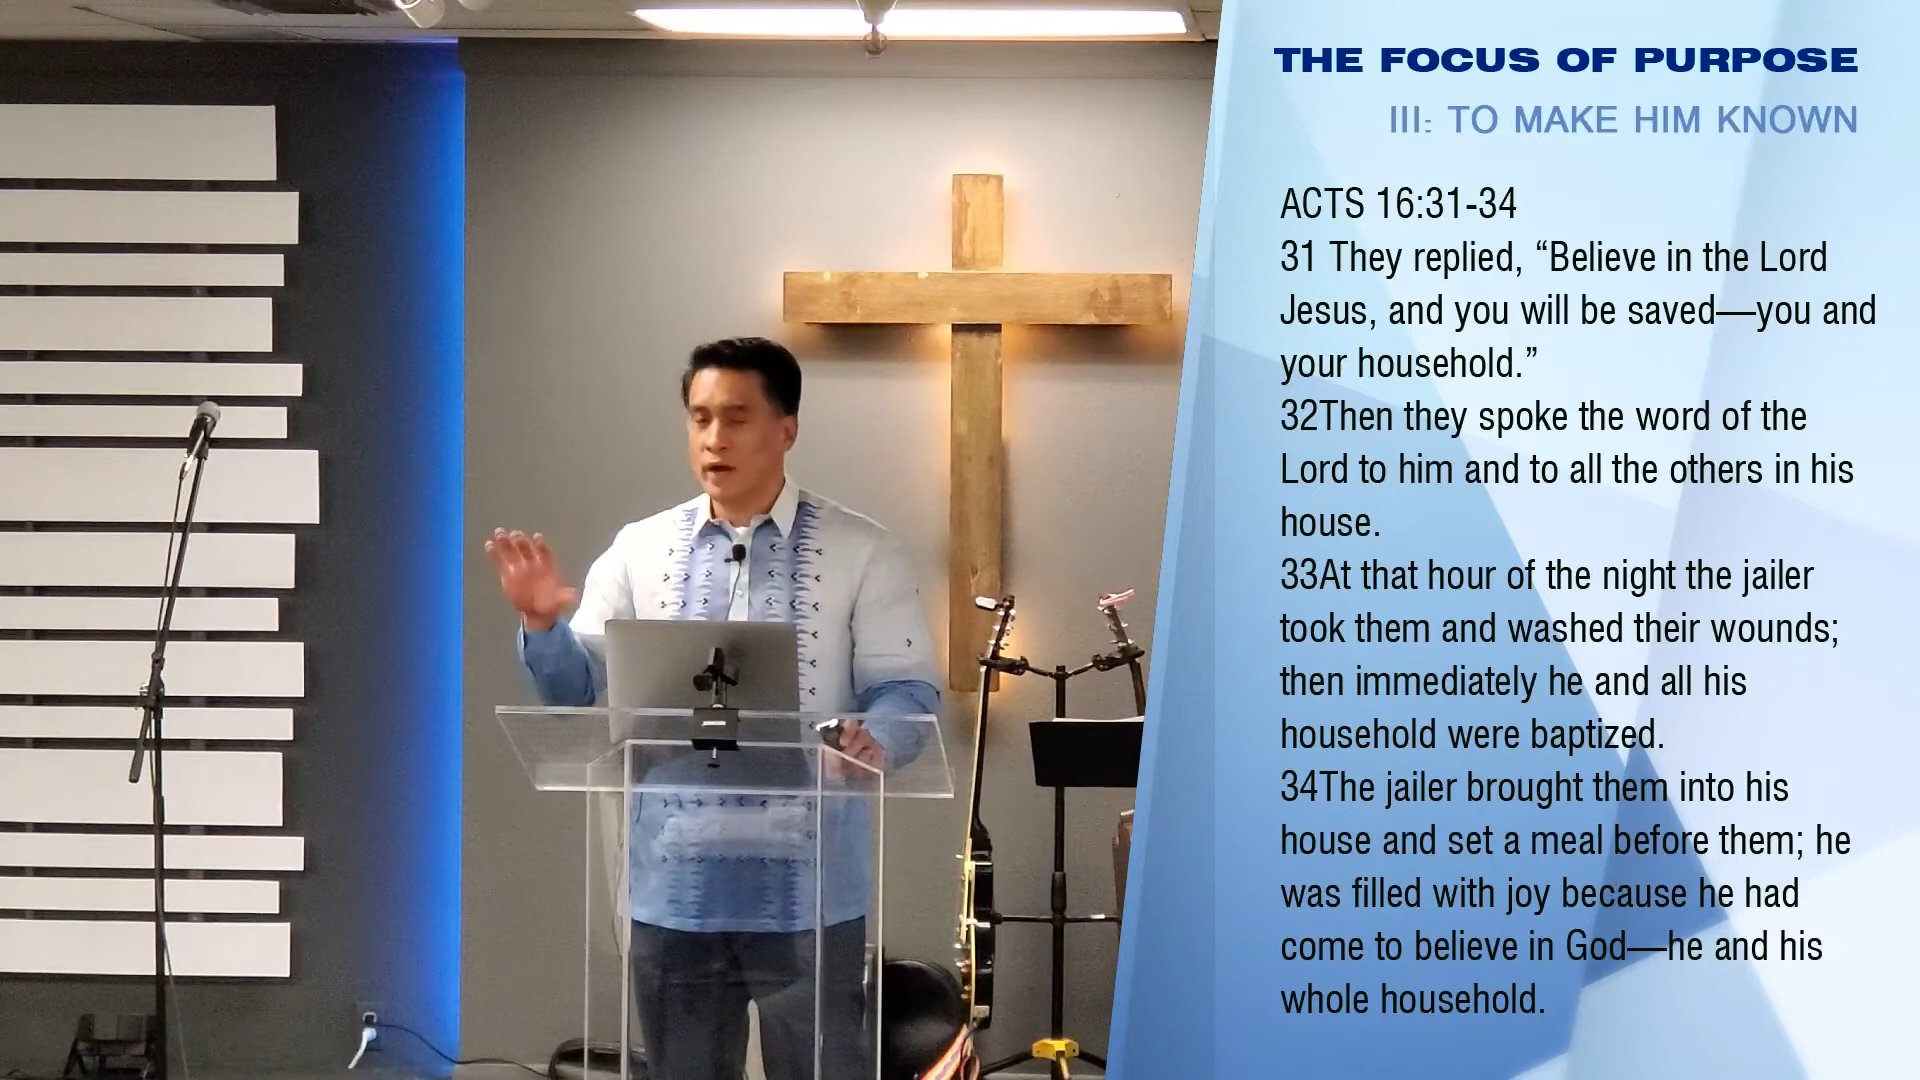 THE FOCUS OF PURPOSE
III: TO MAKE HIM KNOWN
ACTS 16:31-34
31 They replied, “Believe in the Lord
Jesus, and you will be saved—you and
your household.”
32Then they spoke the word of the
Lord to him and to all the others in his
house.
33At that hour of the night the jailer
took them and washed their wounds;
then immediately he and all his
household were baptized.
34The jailer brought them into his
house and set a meal before them; he
was filled with joy because he had
come to believe in God—he and his
whole household.